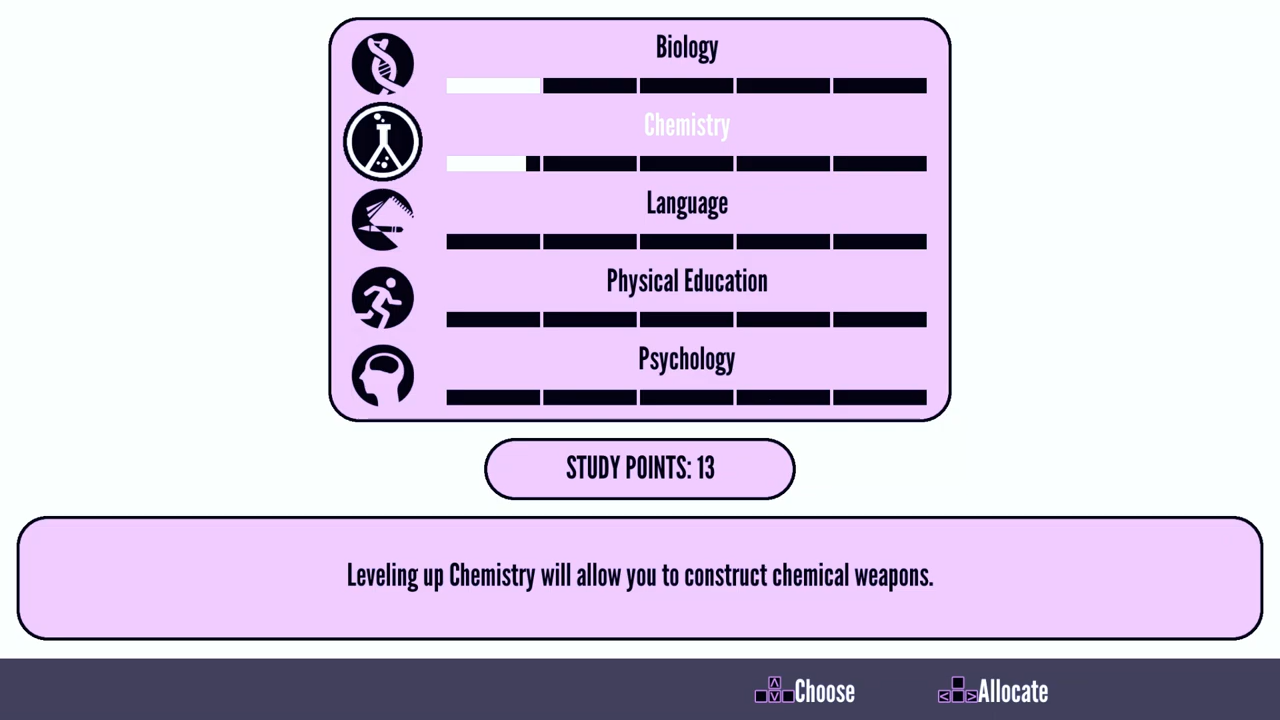 Biology
Chemistry
Language
Physical Education
Psychology
STUDY POINTS: 13
Leveling up Chemistry will allow you to construct chemical weapons.
Choose
Allocate